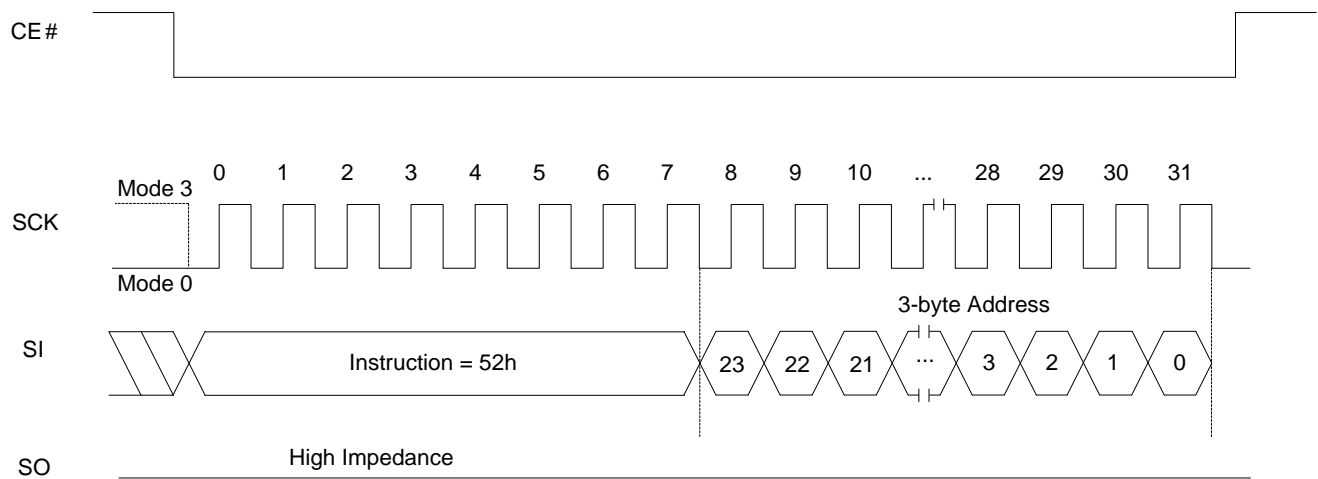 CE#
0 1 2 3 4 5 6 7 8 9 10 ... 28 29 30 31
Mode 3
SCK
Mode 0
3-byte Address
SI
Instruction = 52h 23 22 21 ... 3 2 1 0
High Impedance
SO